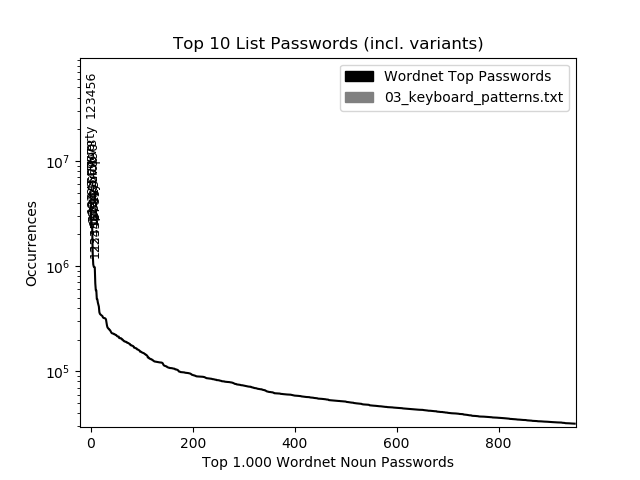 Top 10 List Passwords (incl. variants)
Wordnet Top Passwords
03_keyboard_patterns.txt
123456
10^7
10^6
10^5
Occurrences
0
200
400
600
800
Top 1.000 Wordnet Noun Passwords